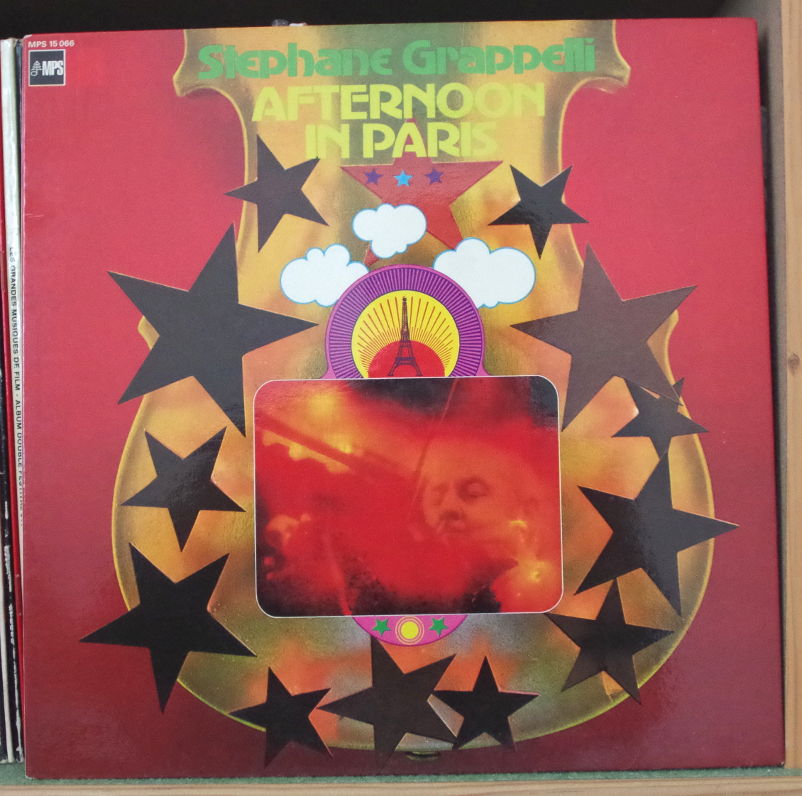 MPS 15 066
MPS
Stephane Grappelli
AFTERNOON
IN PARIS
LES GRANDES MUSIQUES DE FILM - ALBUM DOUBLE